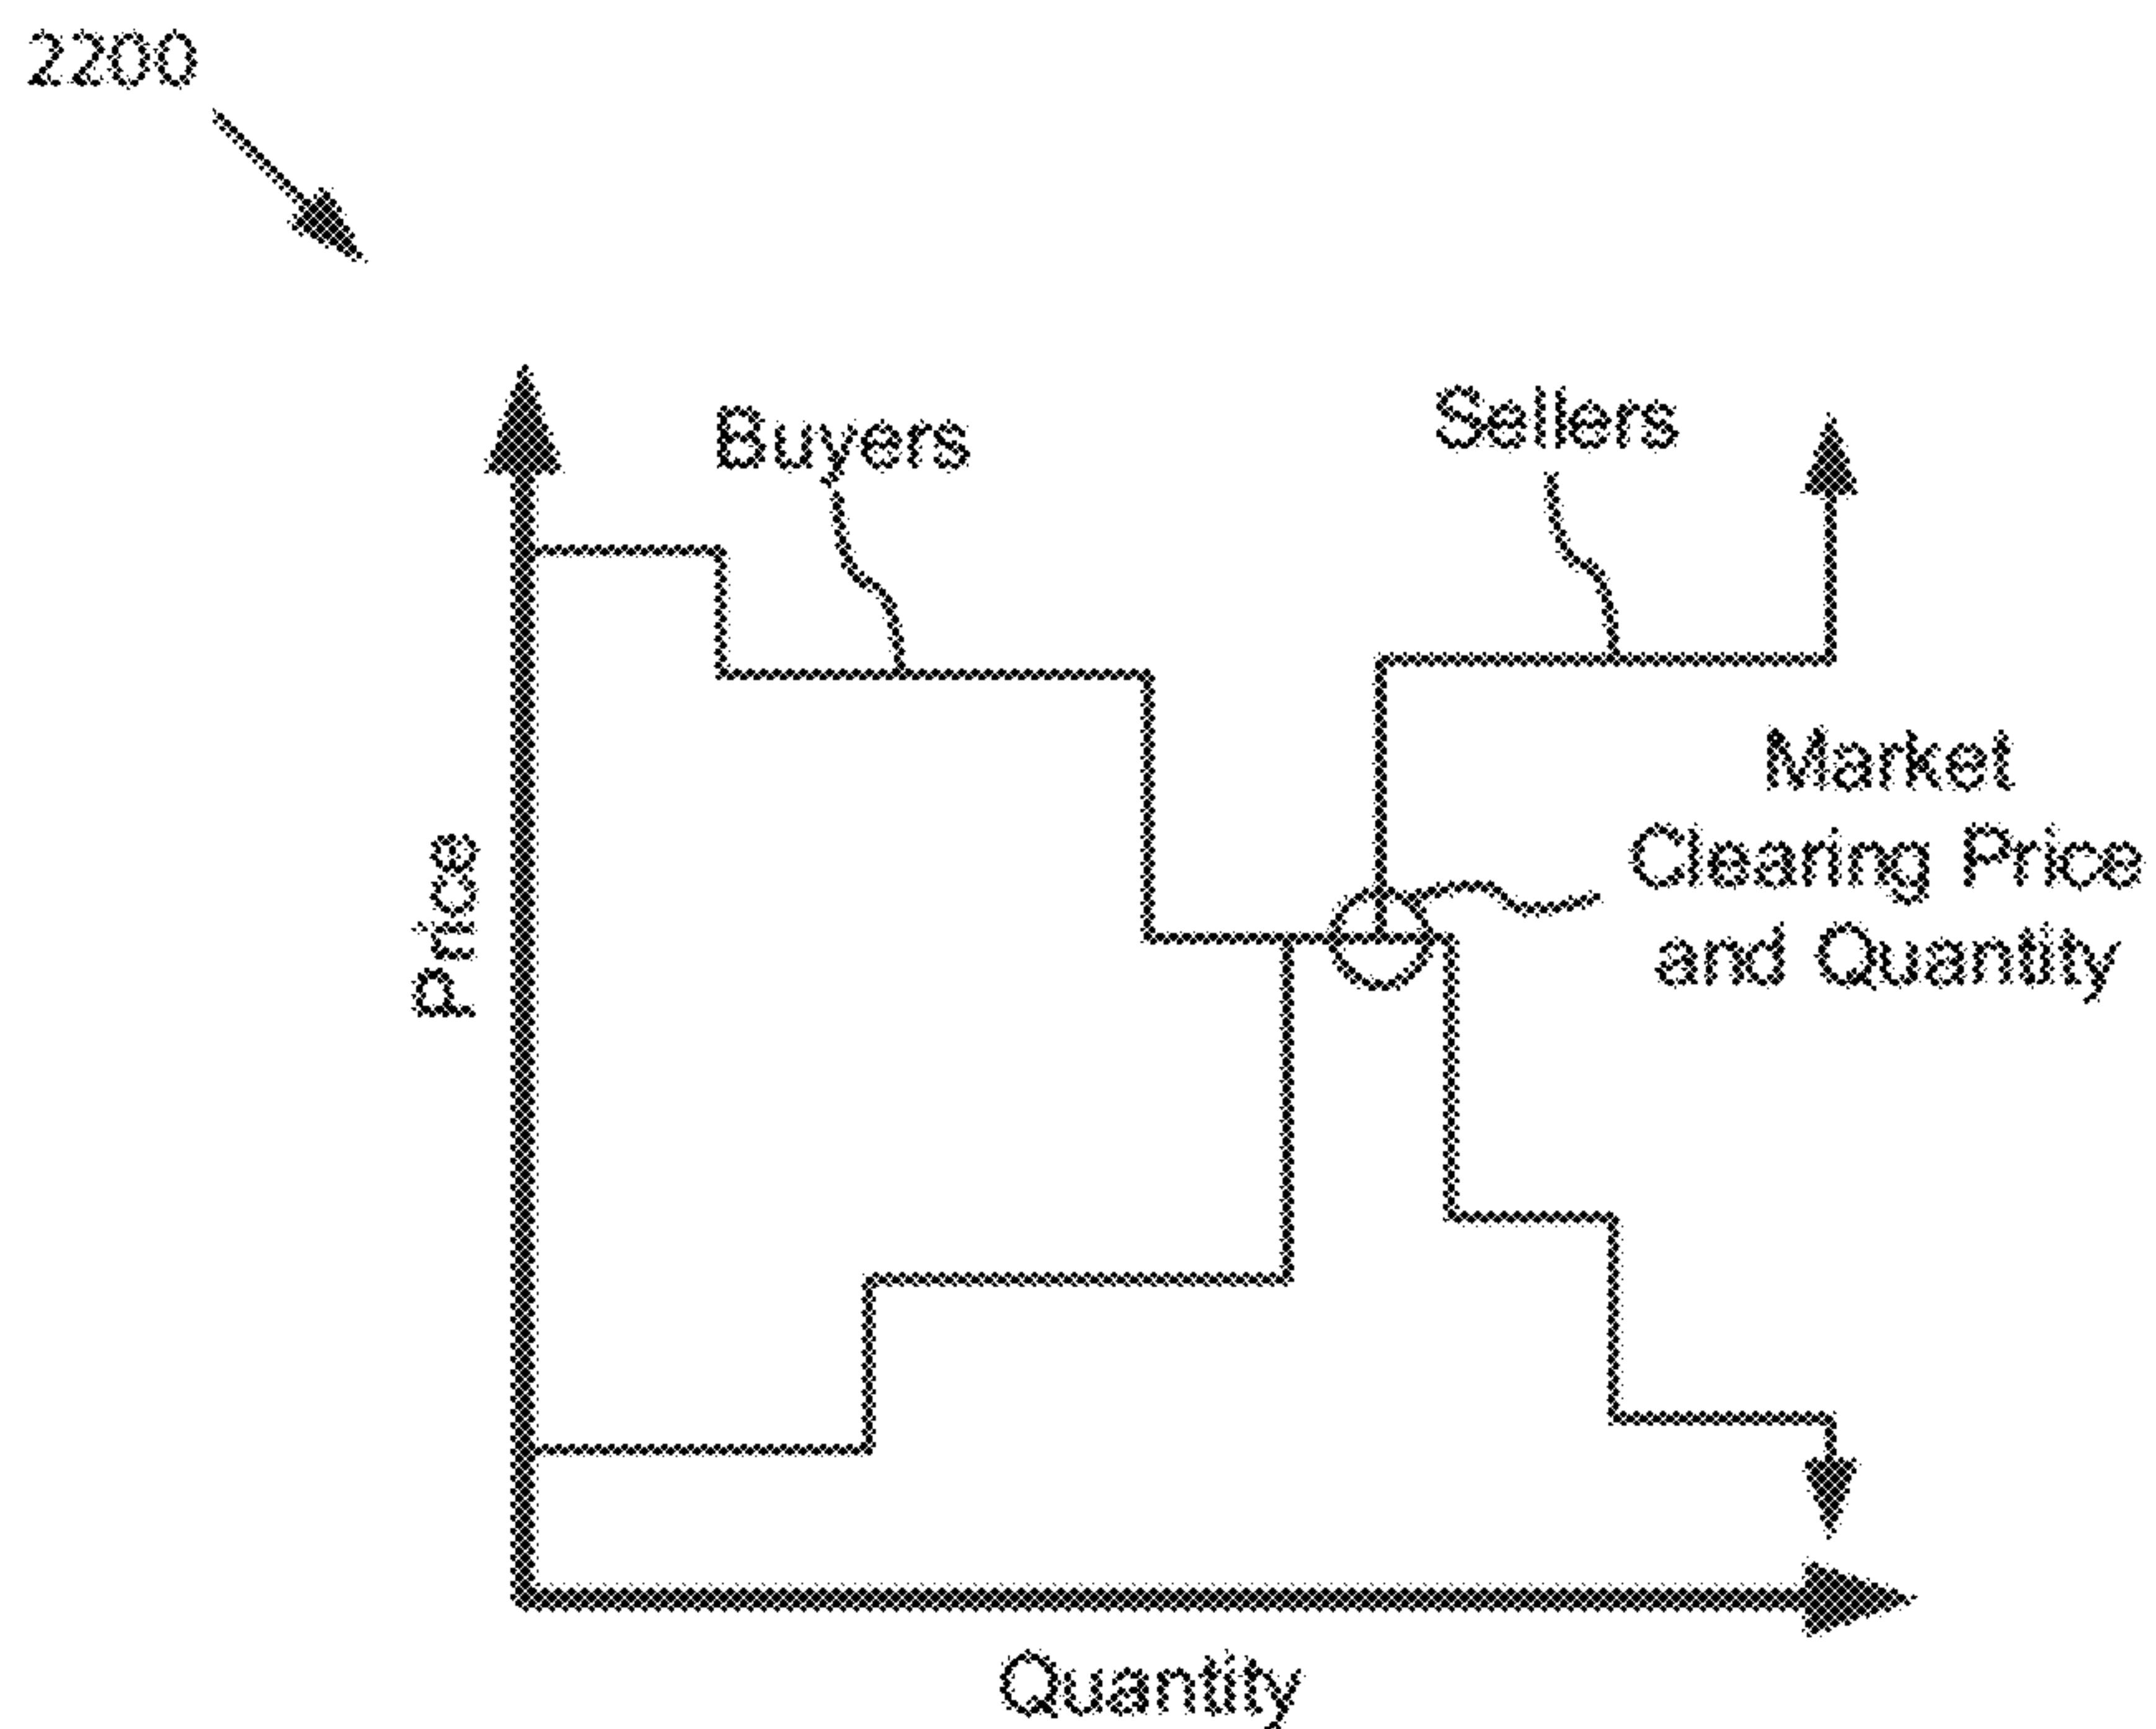 2200
Buyers
Sellers
Market
Clearing Price
and Quantity
Price
Quantity